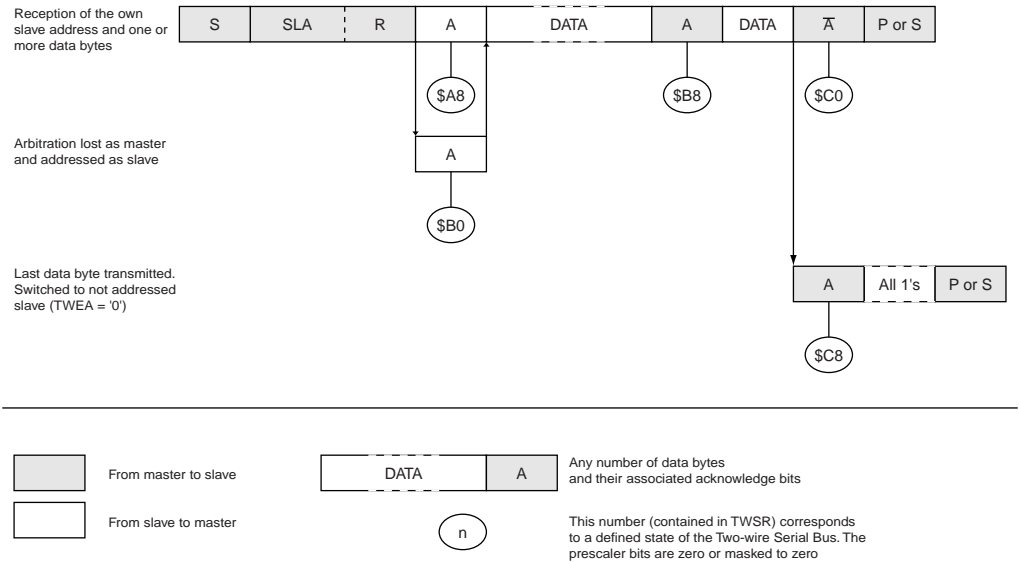 Reception of the own
slave address and one or
more data bytes
S SLA R A DATA A DATA A̅ P or S
$A8 $B8 $C0
Arbitration lost as master
and addressed as slave
A
$B0
Last data byte transmitted.
Switched to not addressed
slave (TWEA = '0')
A All 1's P or S
$C8
From master to slave
DATA A
Any number of data bytes
and their associated acknowledge bits
From slave to master
n
This number (contained in TWSR) corresponds
to a defined state of the Two-wire Serial Bus. The
prescaler bits are zero or masked to zero